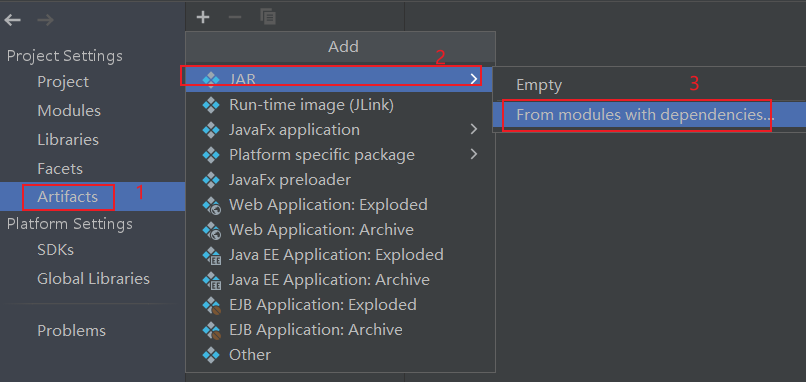 Project Settings
Project
Modules
Libraries
Facets
Artifacts 1
Platform Settings
SDKs
Global Libraries
Problems
Add
2
JAR
Run-time image (JLink)
JavaFx application
Platform specific package
JavaFx preloader
Web Application: Exploded
Web Application: Archive
Java EE Application: Exploded
Java EE Application: Archive
EJB Application: Exploded
EJB Application: Archive
Other
Empty
3
From modules with dependencies...